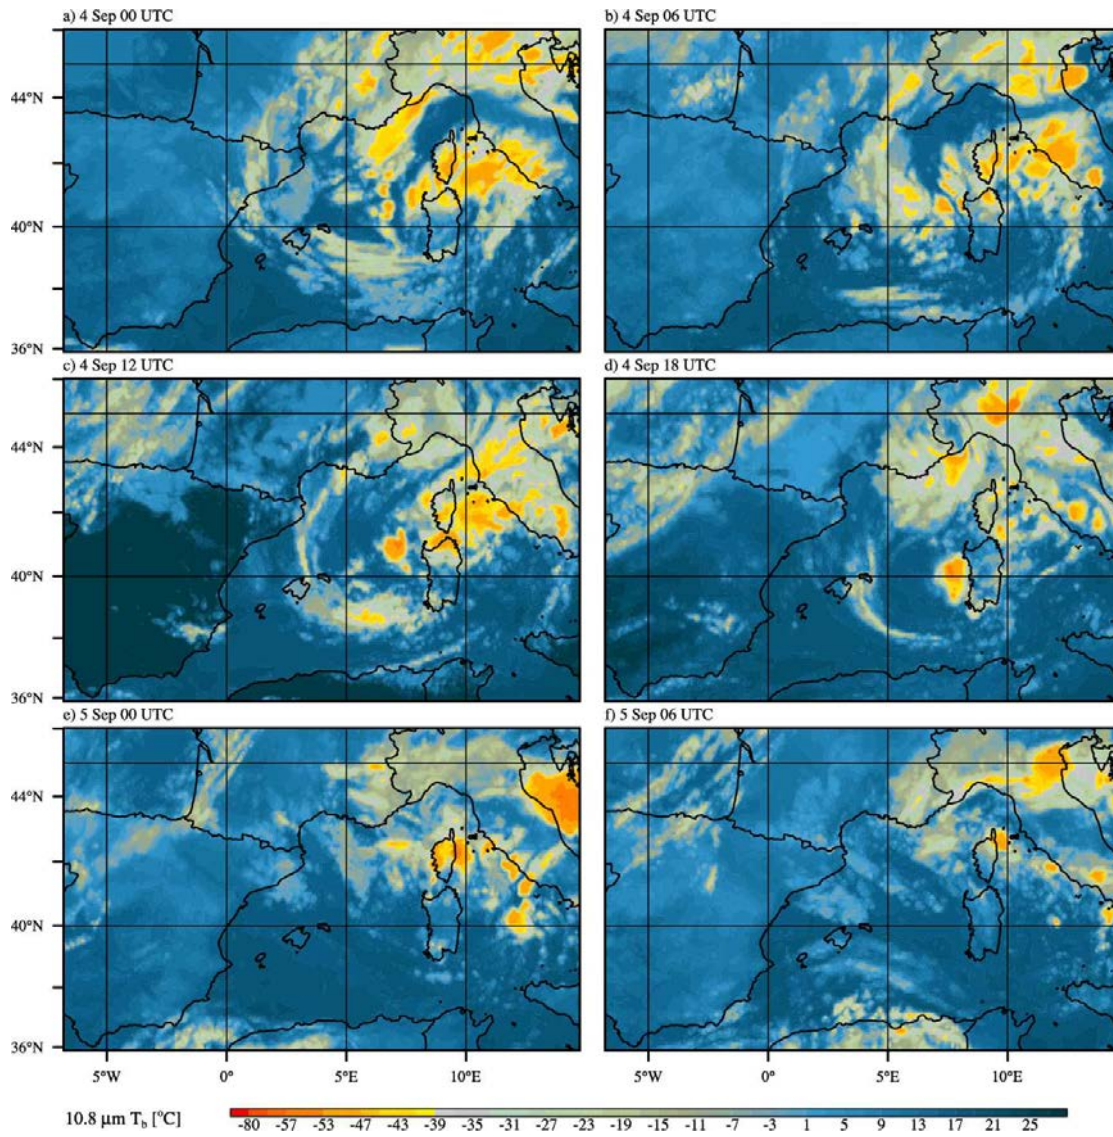 a) 4 Sep 00 UTC
b) 4 Sep 06 UTC
44°N
40°N
36°N
c) 4 Sep 12 UTC
d) 4 Sep 18 UTC
44°N
40°N
36°N
e) 5 Sep 00 UTC
f) 5 Sep 06 UTC
44°N
40°N
36°N
5°W 0° 5°E 10°E 5°W 0° 5°E 10°E
10.8 μm Tb [°C]
-80 -57 -53 -47 -43 -39 -35 -31 -27 -23 -19 -15 -11 -7 -3 1 5 9 13 17 21 25